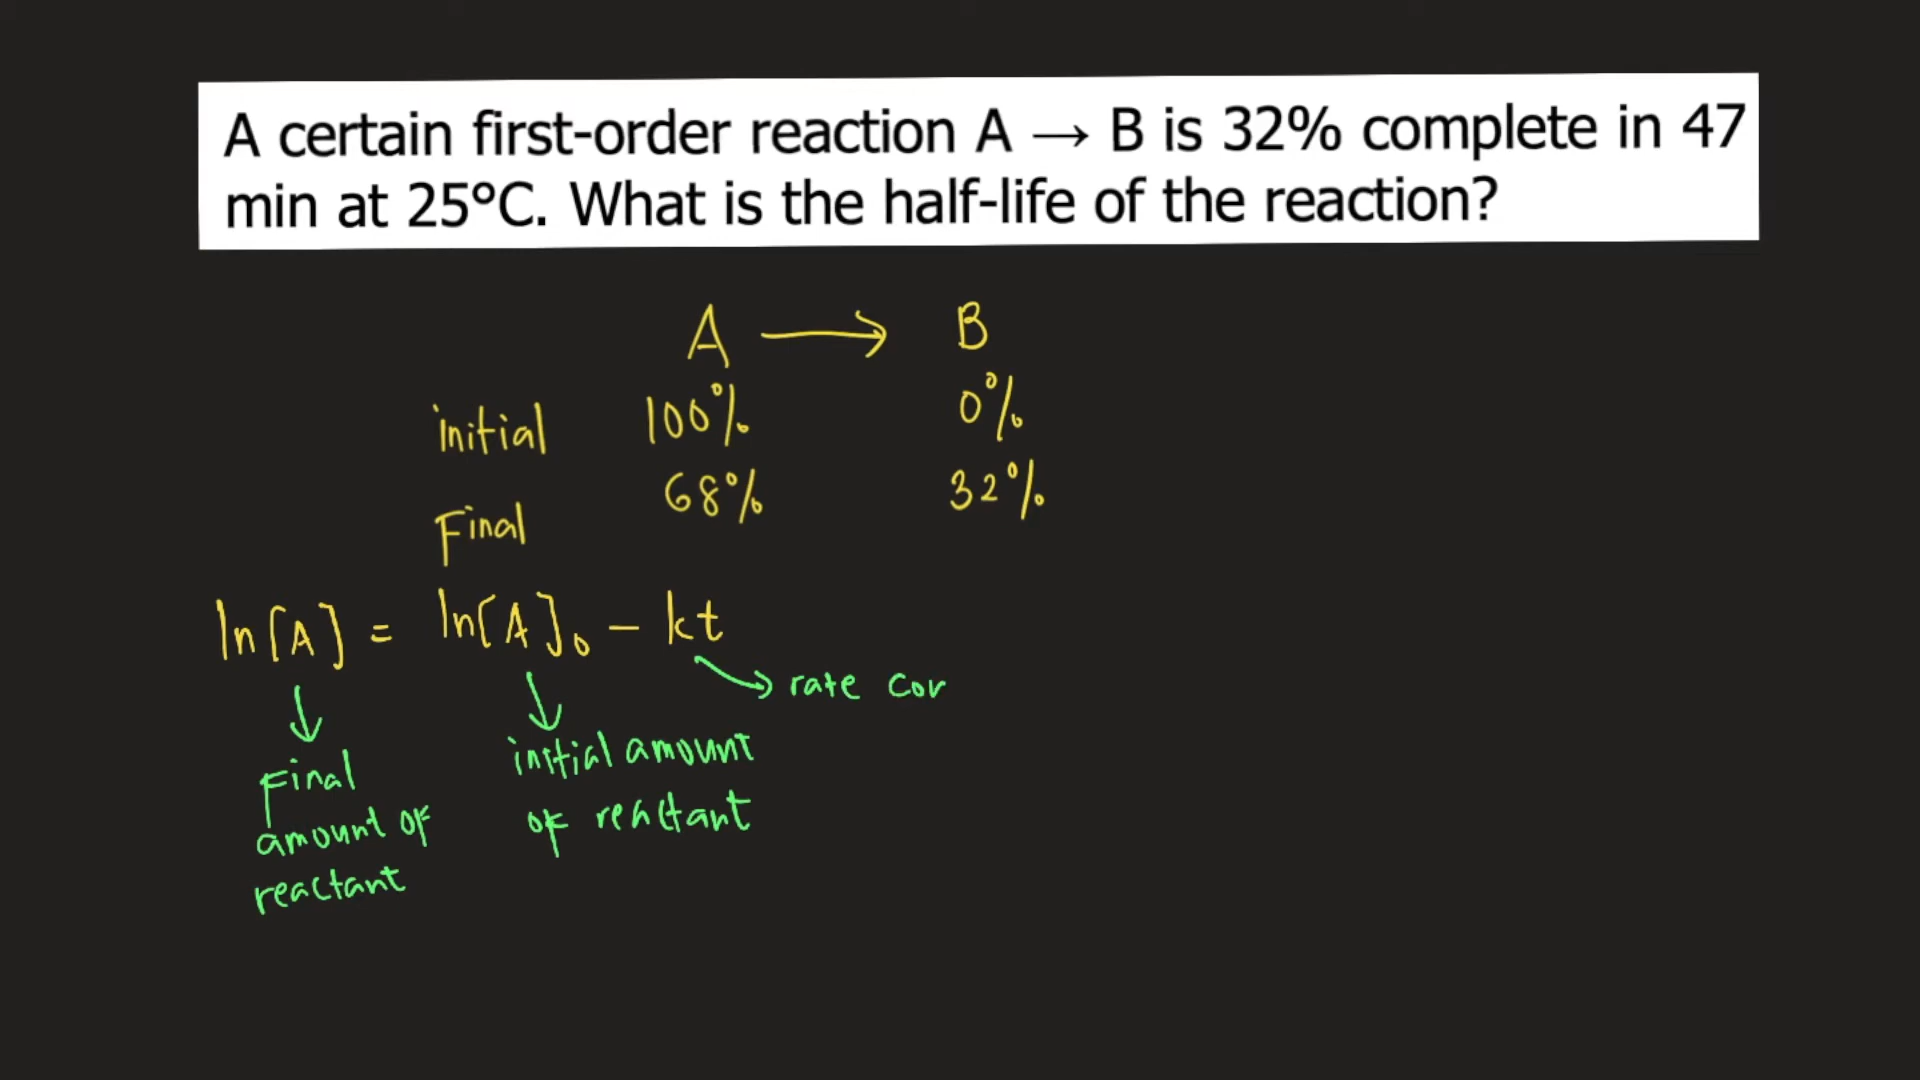 A certain first-order reaction A → B is 32% complete in 47
min at 25°C. What is the half-life of the reaction?
A → B
initial 100% 0%
Final 68% 32%
ln[A] = ln[A]₀ − kt
→ rate con
↓ ↓
Final
amount of
reactant
initial amount
of reactant